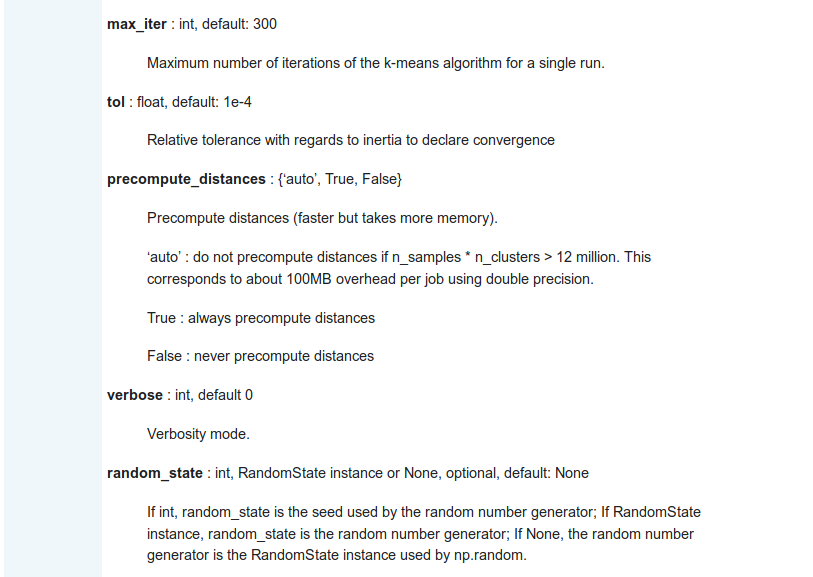 max_iter : int, default: 300
Maximum number of iterations of the k-means algorithm for a single run.
tol : float, default: 1e-4
Relative tolerance with regards to inertia to declare convergence
precompute_distances : {‘auto’, True, False}
Precompute distances (faster but takes more memory).
‘auto’ : do not precompute distances if n_samples * n_clusters > 12 million. This
corresponds to about 100MB overhead per job using double precision.
True : always precompute distances
False : never precompute distances
verbose : int, default 0
Verbosity mode.
random_state : int, RandomState instance or None, optional, default: None
If int, random_state is the seed used by the random number generator; If RandomState
instance, random_state is the random number generator; If None, the random number
generator is the RandomState instance used by np.random.